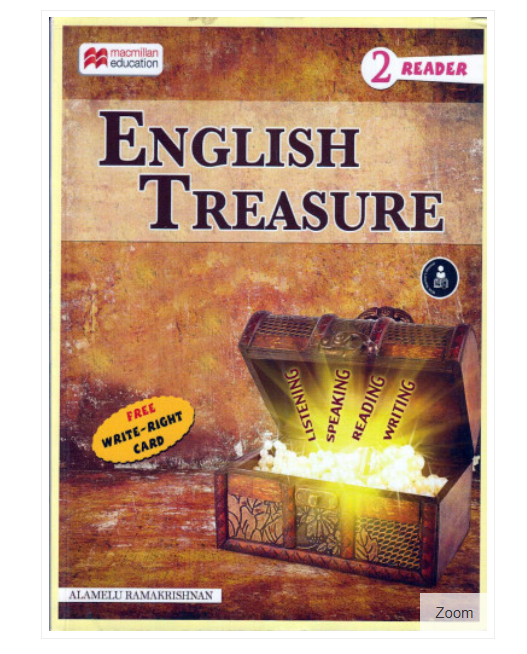 macmillan
education
2 READER
ENGLISH
TREASURE
LISTENING
SPEAKING
READING
WRITING
FREE
WRITE-RIGHT
CARD
ALAMELU RAMAKRISHNAN
Zoom